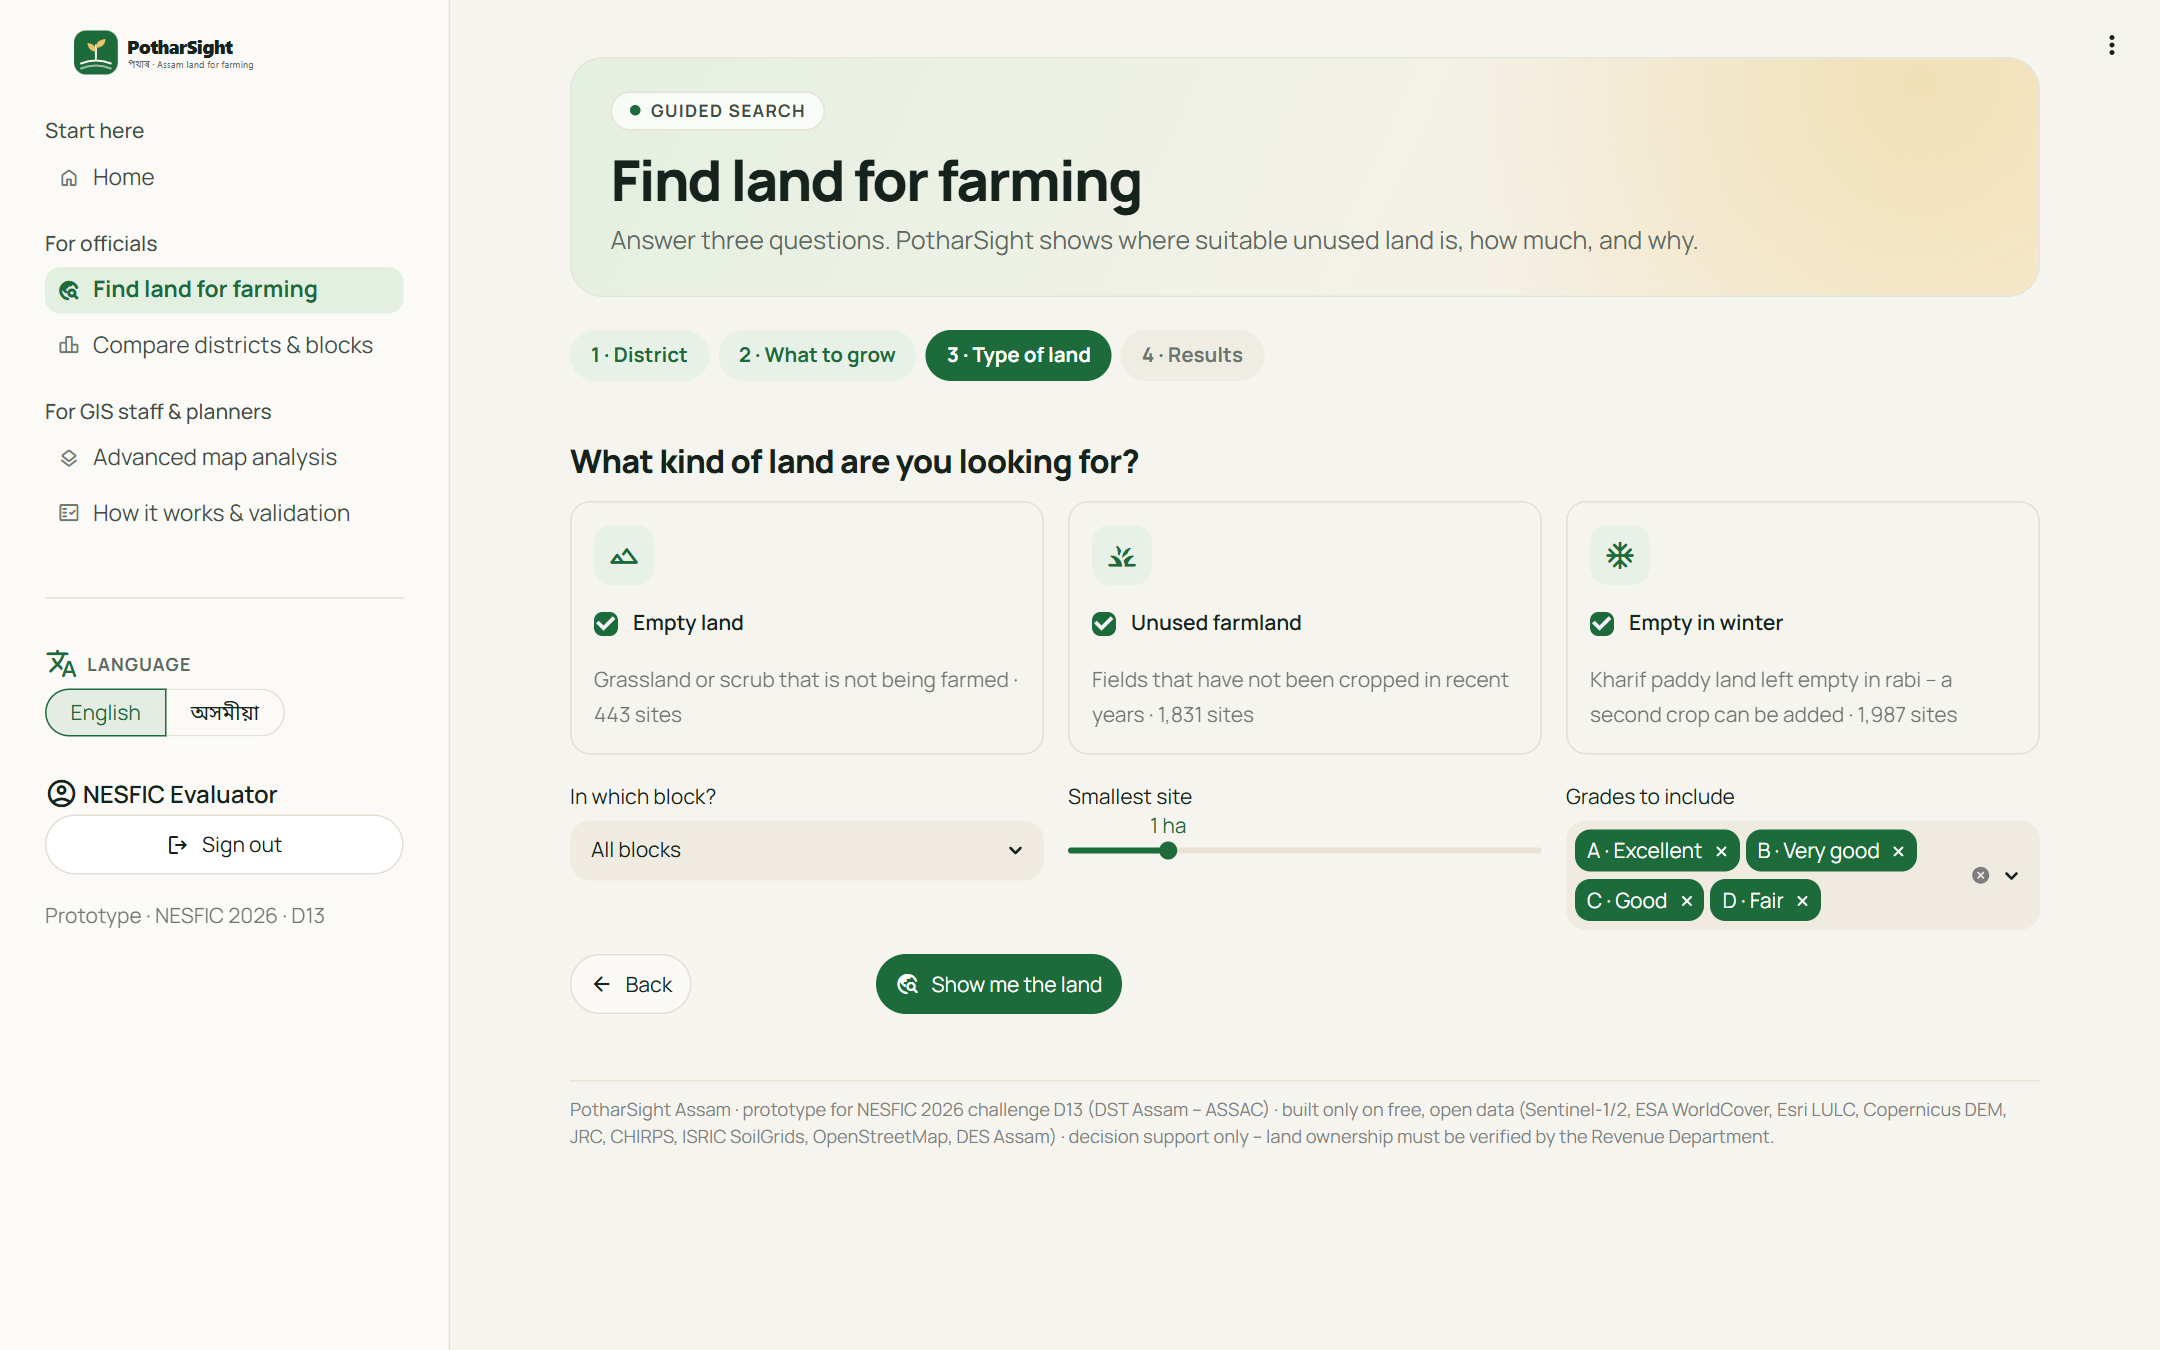 PotharSight
পথাৰ · Assam land for farming
Start here
Home
For officials
Find land for farming
Compare districts & blocks
For GIS staff & planners
Advanced map analysis
How it works & validation
LANGUAGE
English
অসমীয়া
NESFIC Evaluator
Sign out
Prototype · NESFIC 2026 · D13
GUIDED SEARCH
Find land for farming
Answer three questions. PotharSight shows where suitable unused land is, how much, and why.
1 · District
2 · What to grow
3 · Type of land
4 · Results
What kind of land are you looking for?
Empty land
Grassland or scrub that is not being farmed ·
443 sites
Unused farmland
Fields that have not been cropped in recent
years · 1,831 sites
Empty in winter
Kharif paddy land left empty in rabi – a
second crop can be added · 1,987 sites
In which block?
All blocks
Smallest site
1 ha
Grades to include
A · Excellent
B · Very good
C · Good
D · Fair
Back
Show me the land
PotharSight Assam · prototype for NESFIC 2026 challenge D13 (DST Assam – ASSAC) · built only on free, open data (Sentinel-1/2, ESA WorldCover, Esri LULC, Copernicus DEM,
JRC, CHIRPS, ISRIC SoilGrids, OpenStreetMap, DES Assam) · decision support only – land ownership must be verified by the Revenue Department.